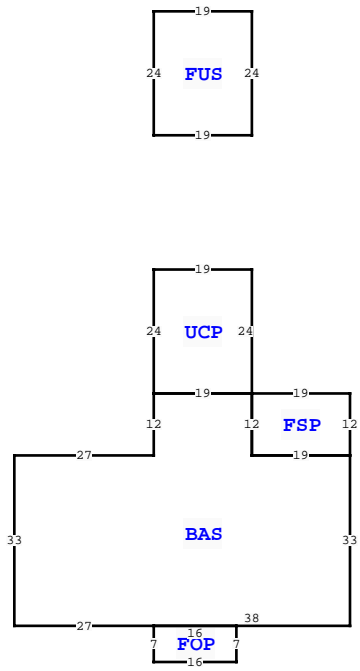 19
24 FUS 24
19
19
24 UCP 24
19 19
12 12 FSP 12
27 19
33 BAS 33
27 16 38
7 FOP 7
16